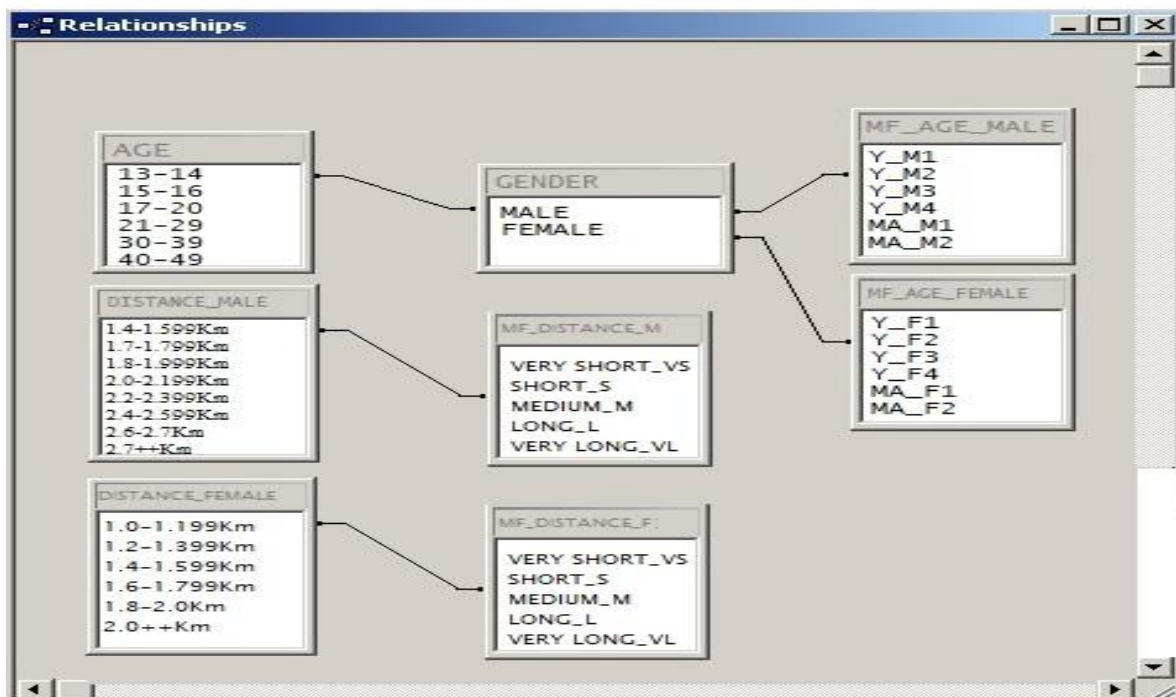 Relationships
AGE
13-14
15-16
17-20
21-29
30-39
40-49
GENDER
MALE
FEMALE
MF_AGE_MALE
Y_M1
Y_M2
Y_M3
Y_M4
MA_M1
MA_M2
MF_AGE_FEMALE
Y_F1
Y_F2
Y_F3
Y_F4
MA_F1
MA_F2
DISTANCE_MALE
1.4-1.599Km
1.7-1.799Km
1.8-1.999Km
2.0-2.199Km
2.2-2.399Km
2.4-2.599Km
2.6-2.7Km
2.7++Km
MF_DISTANCE_M
VERY SHORT_VS
SHORT_S
MEDIUM_M
LONG_L
VERY LONG_VL
DISTANCE_FEMALE
1.0-1.199Km
1.2-1.399Km
1.4-1.599Km
1.6-1.799Km
1.8-2.0Km
2.0++Km
MF_DISTANCE_F:
VERY SHORT_VS
SHORT_S
MEDIUM_M
LONG_L
VERY LONG_VL